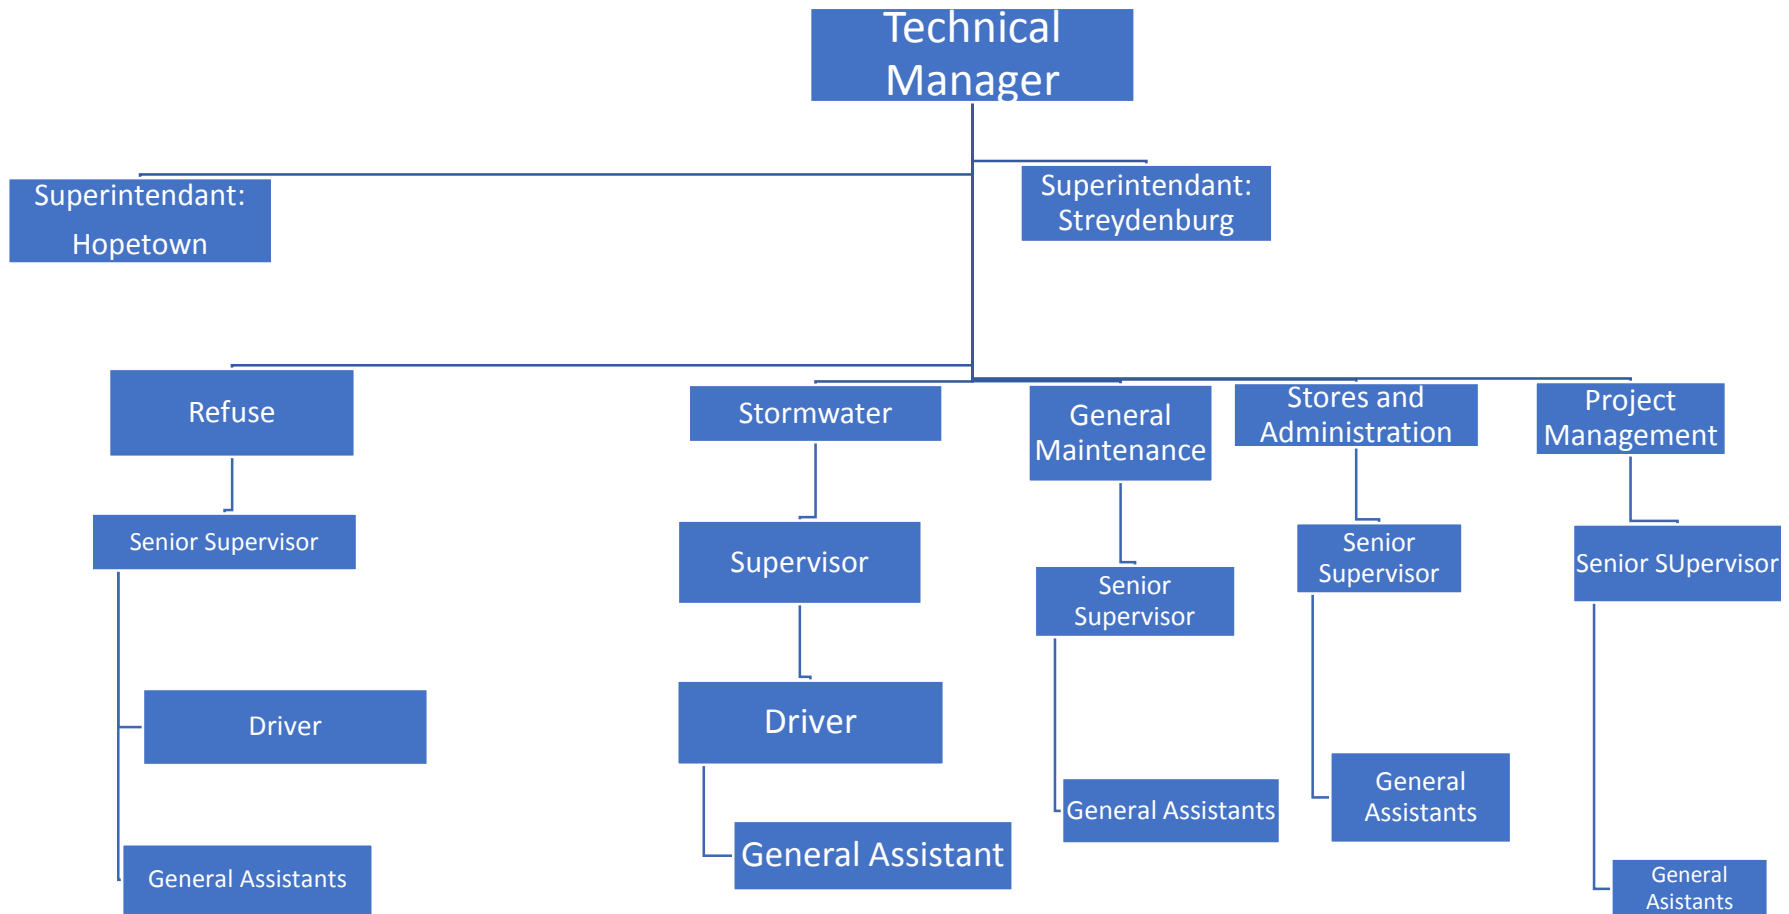 Technical
Manager
Superintendant:
Hopetown
Superintendant:
Streydenburg
Refuse
Stormwater
General
Maintenance
Stores and
Administration
Project
Management
Senior Supervisor
Supervisor
Senior
Supervisor
Senior
Supervisor
Senior SUpervisor
Driver
Driver
General Assistants
General Assistant
General Assistants
General
Assistants
General
Asistants